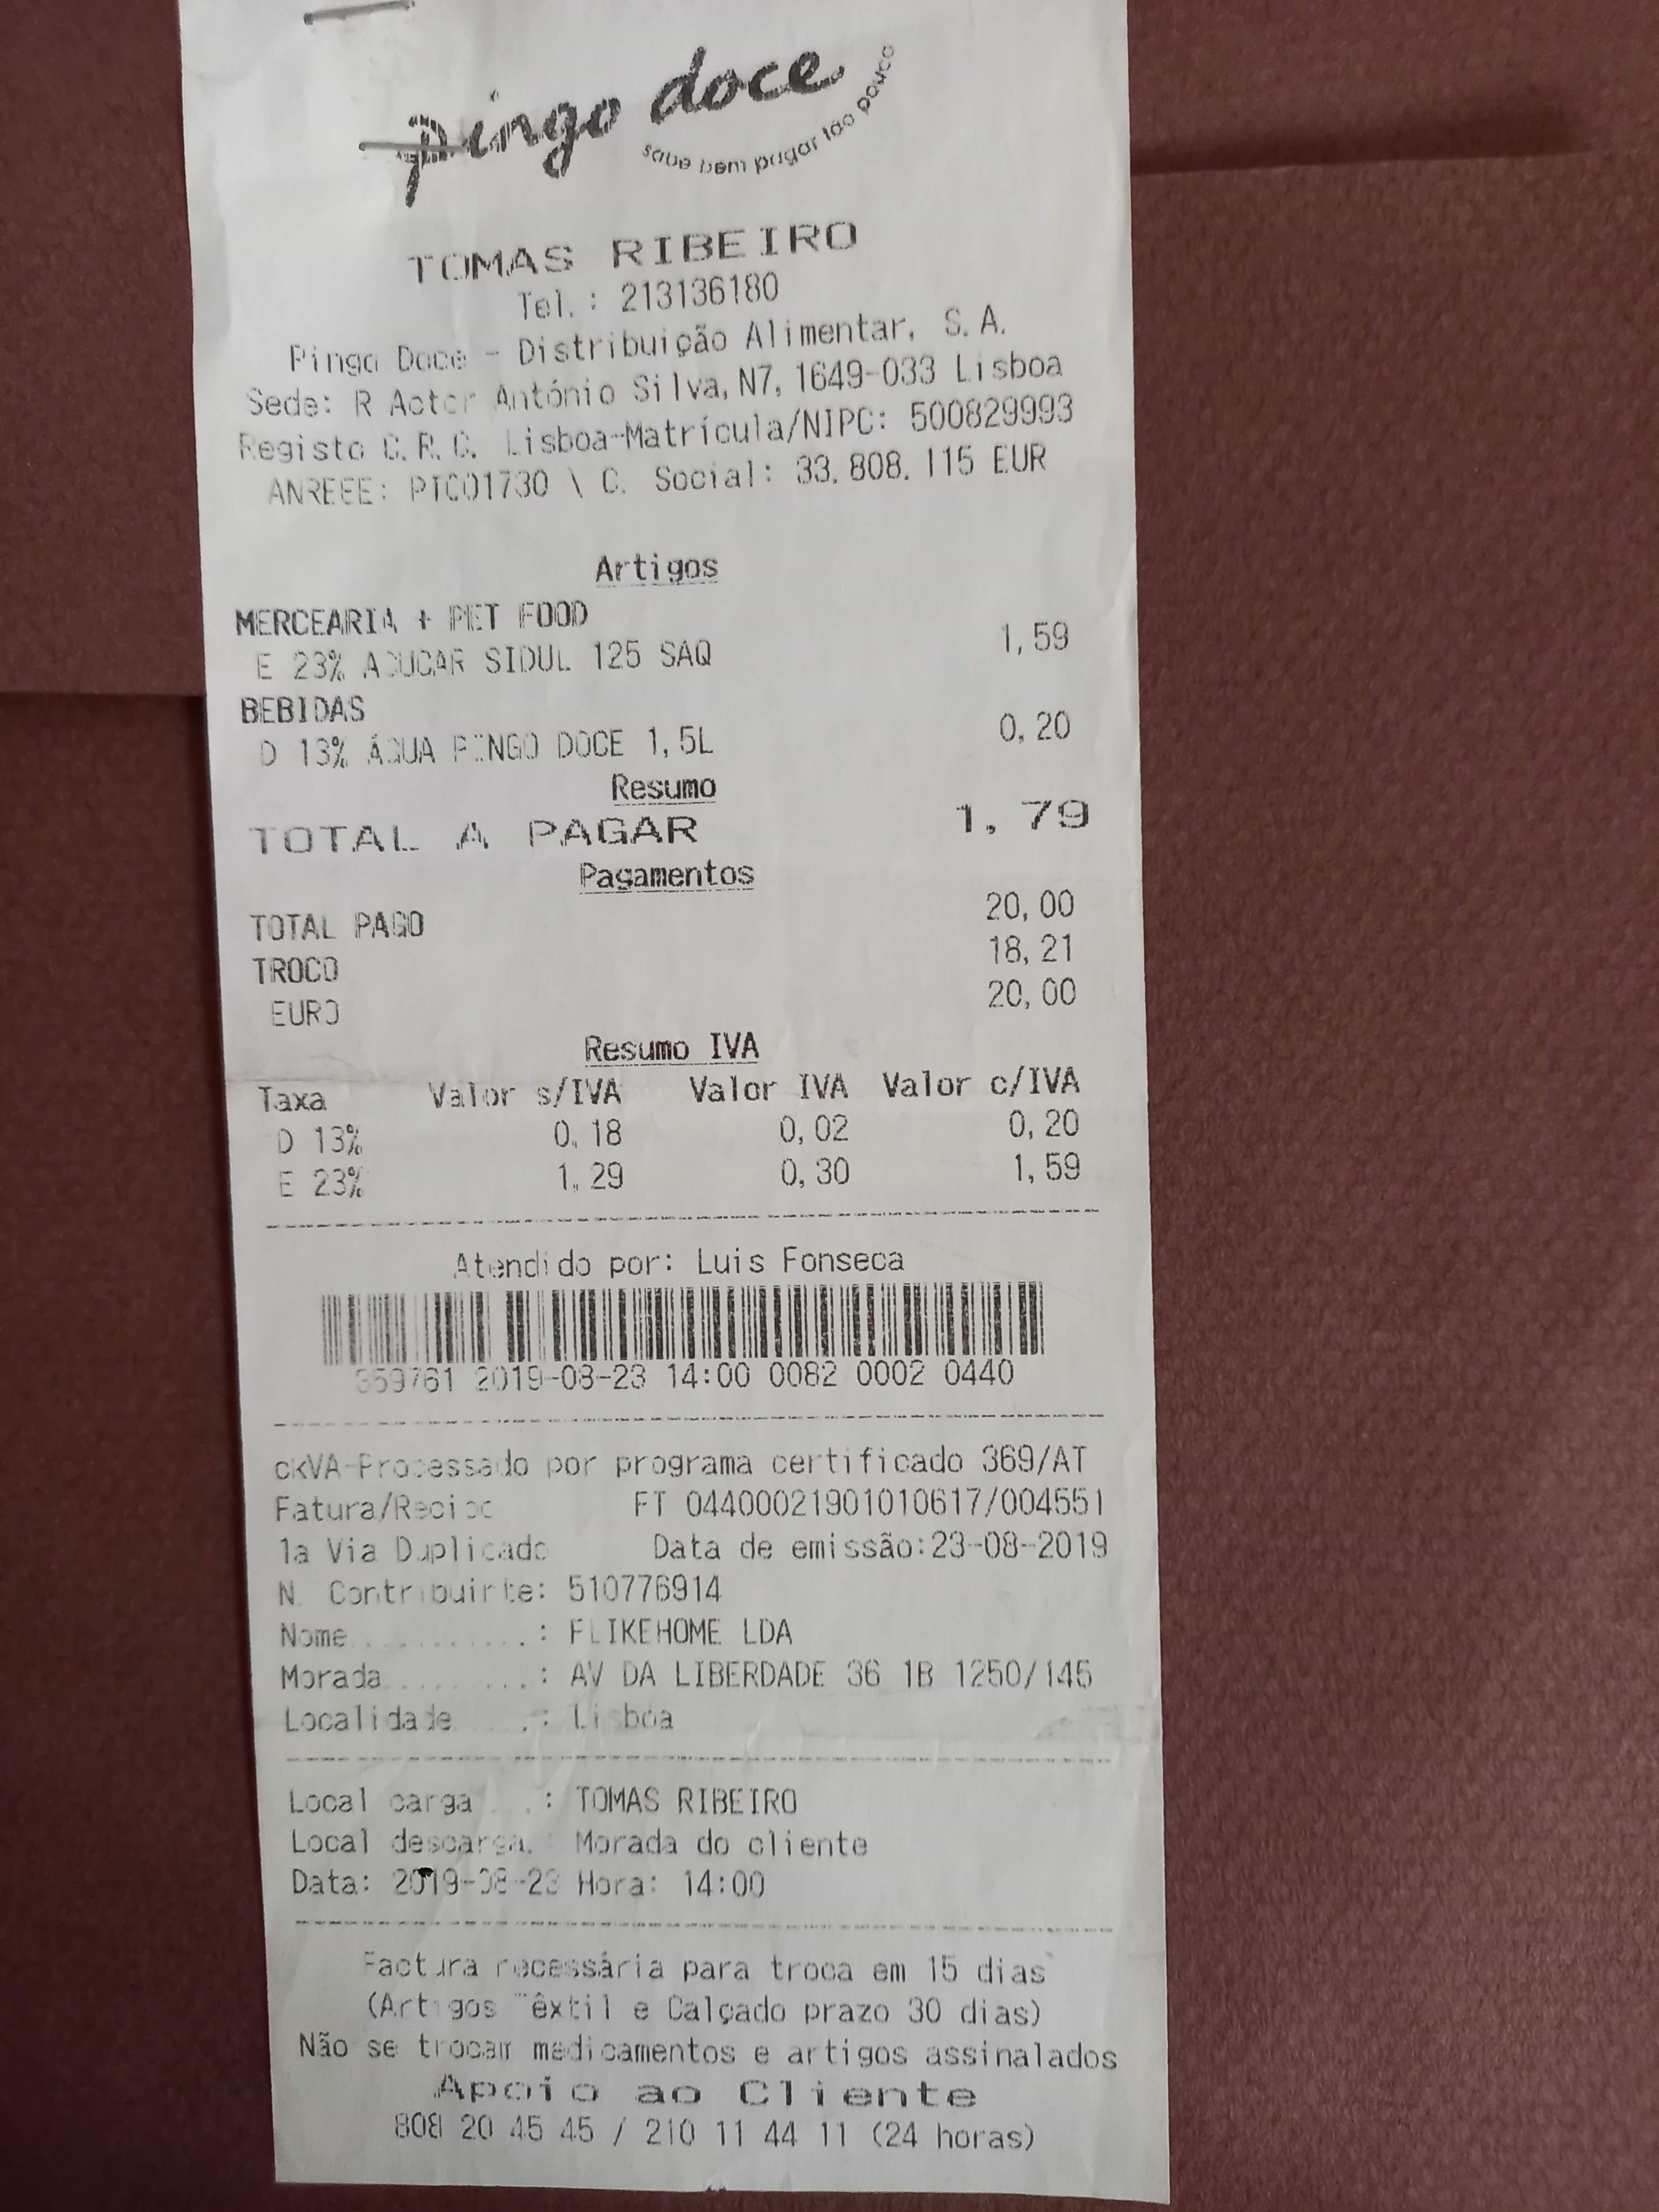 pingo doce
sabe bem pagar tão pouco
TOMAS RIBEIRO
Tel.: 213136180
Pingo Doce - Distribuição Alimentar, S.A.
Sede: R Actor António Silva, N7, 1649-033 Lisboa
Registo C.R.C. Lisboa-Matrícula/NIPC: 500829993
ANREEE: PTC01730 \ C. Social: 33.808.115 EUR
Artigos
MERCEARIA + PET FOOD
E 23% ACUCAR SIDUL 125 SAQ 1,59
BEBIDAS
D 13% ÁGUA PINGO DOCE 1,5L 0,20
Resumo
TOTAL A PAGAR 1,79
Pagamentos
TOTAL PAGO 20,00
TROCO 18,21
EURO 20,00
Resumo IVA
Taxa Valor s/IVA Valor IVA Valor c/IVA
D 13% 0,18 0,02 0,20
E 23% 1,29 0,30 1,59
Atendido por: Luis Fonseca
359761 2019-08-23 14:00 0082 0002 0440
ckVA-Processado por programa certificado 369/AT
Fatura/Recibo FT 04400021901010617/004551
1a Via Duplicado Data de emissão:23-08-2019
N. Contribuinte: 510776914
Nome...........: FLIKEHOME LDA
Morada.........: AV DA LIBERDADE 36 1B 1250/145
Localidade.....: Lisboa
Local carga....: TOMAS RIBEIRO
Local descarga.: Morada do cliente
Data: 2019-08-23 Hora: 14:00
Factura necessária para troca em 15 dias
(Artigos Têxtil e Calçado prazo 30 dias)
Não se trocam medicamentos e artigos assinalados
Apoio ao Cliente
808 20 45 45 / 210 11 44 11 (24 horas)